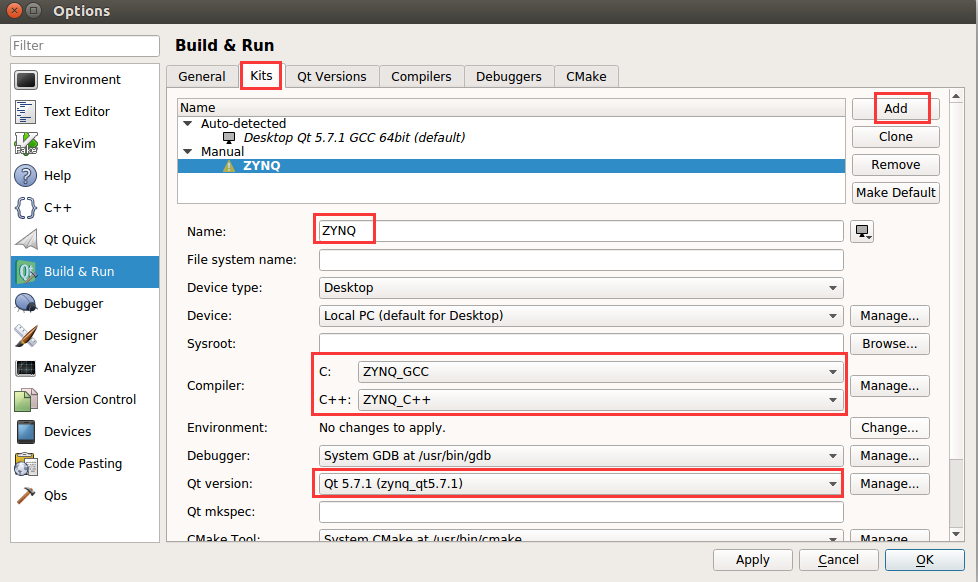 Options
Filter
Environment
Text Editor
FakeVim
Help
C++
Qt Quick
Build & Run
Debugger
Designer
Analyzer
Version Control
Devices
Code Pasting
Qbs
Build & Run
General Kits Qt Versions Compilers Debuggers CMake
Name
Auto-detected
Desktop Qt 5.7.1 GCC 64bit (default)
Manual
ZYNQ
Add
Clone
Remove
Make Default
Name: ZYNQ
File system name:
Device type: Desktop
Device: Local PC (default for Desktop) Manage...
Sysroot: Browse...
Compiler: Manage...
C: ZYNQ_GCC
C++: ZYNQ_C++
Environment: No changes to apply. Change...
Debugger: System GDB at /usr/bin/gdb Manage...
Qt version: Qt 5.7.1 (zynq_qt5.7.1) Manage...
Qt mkspec:
CMake Tool: System CMake at /usr/bin/cmake Manage...
Apply Cancel OK